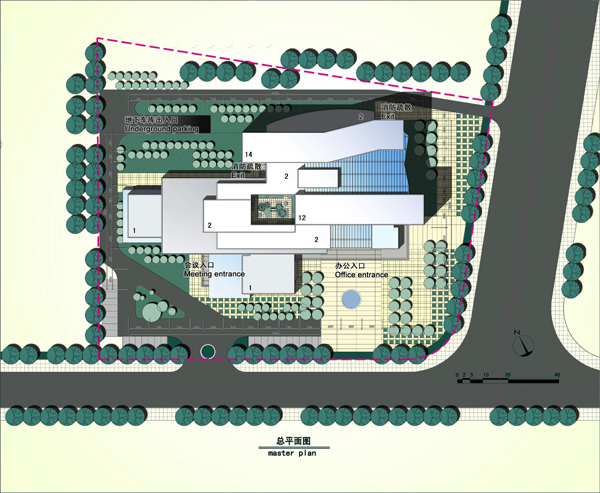 消防疏散
Exit
2
地下车库出入口
Underground parking
14
消防疏散
Exit
2
12
1
2
2
会议入口
Meeting entrance
办公入口
Office entrance
1
N
0 2 5 10 20 40
总平面图
master plan